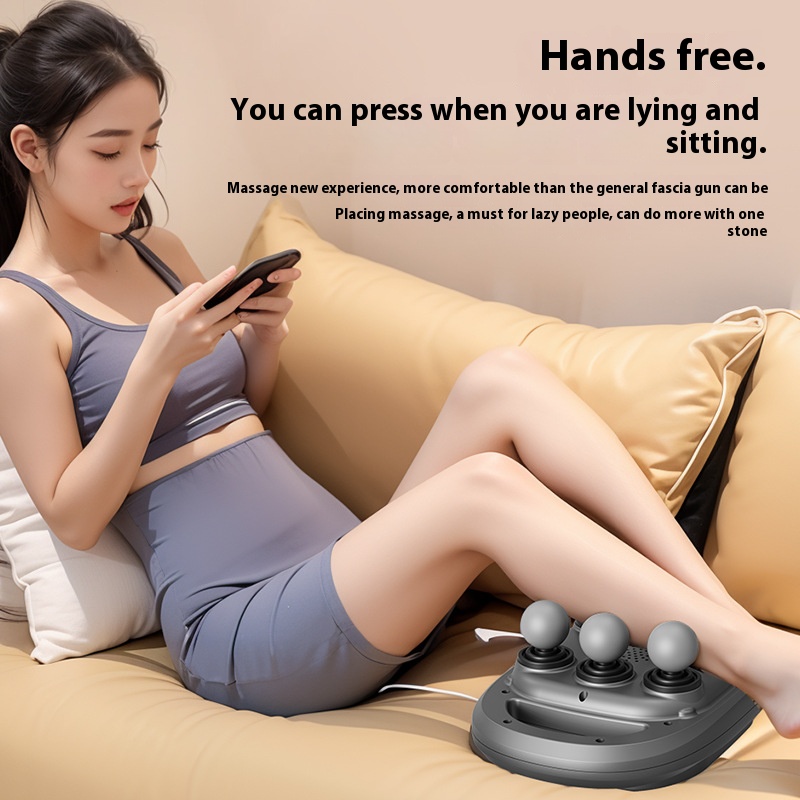 Hands free.
You can press when you are lying and
sitting.
Massage new experience, more comfortable than the general fascia gun can be
Placing massage, a must for lazy people, can do more with one
stone